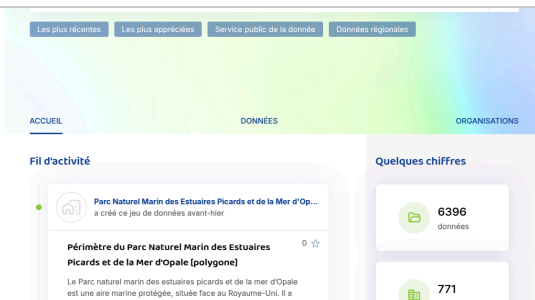 Les plus récentes Les plus appréciées Service public de la donnée Données régionales
ACCUEIL DONNÉES ORGANISATIONS
Fil d'activité
Parc Naturel Marin des Estuaires Picards et de la Mer d'Op...
a créé ce jeu de données avant-hier
Périmètre du Parc Naturel Marin des Estuaires
Picards et de la Mer d'Opale [polygone]
0
Le Parc naturel marin des estuaires picards et de la mer d'Opale
est une aire marine protégée, située face au Royaume-Uni. Il a
Quelques chiffres
6396
données
771